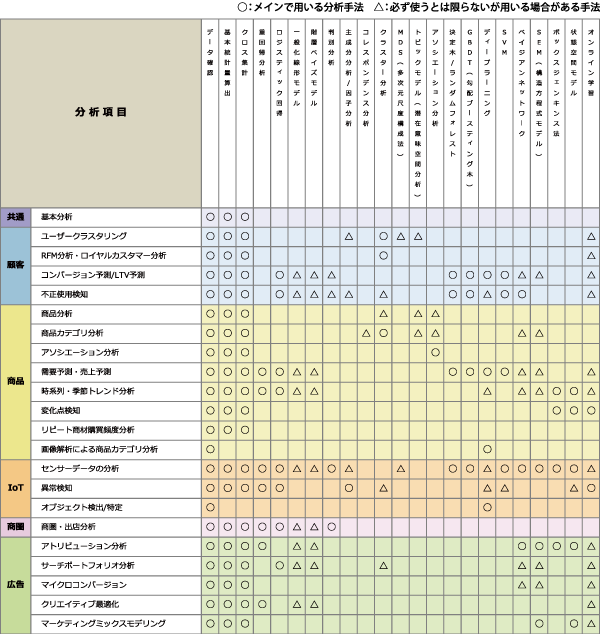 ○：メインで用いる分析手法　△：必ず使うとは限らないが用いる場合がある手法
分析項目
データ確認
基本統計量算出
クロス集計
重回帰分析
ロジスティック回帰
一般化線形モデル
階層ベイズモデル
判別分析
主成分分析/因子分析
コレスポンデンス分析
クラスター分析
MDS(多次元尺度構成法)
トピックモデル(潜在意味空間分析)
アソシエーション分析
決定木/ランダムフォレスト
GBDT(勾配ブースティング木)
ディープラーニング
SVM
ベイジアンネットワーク
SEM(構造方程式モデル)
ボックスジェンキンス法
状態空間モデル
オンライン学習
共通 基本分析 ○ ○ ○
顧客
ユーザークラスタリング ○ ○ ○ △ ○ △ △ △
RFM分析・ロイヤルカスタマー分析 ○ ○ ○ ○ △
コンバージョン予測/LTV予測 ○ ○ ○ ○ △ △ △ ○ ○ ○ ○ △ △ △
不正使用検知 ○ ○ ○ ○ △ △ △ △ △ ○ ○ △ ○ ○ △
商品
商品分析 ○ ○ ○ △ △ △
商品カテゴリ分析 ○ ○ ○ △ ○ △ △ △ △
アソシエーション分析 ○ ○ ○ ○
需要予測・売上予測 ○ ○ ○ ○ ○ △ △ ○ ○ ○ ○ △ △ △
時系列・季節トレンド分析 ○ ○ ○ ○ ○ △ △ △ △ △ ○ ○ △
変化点検知 ○ ○ ○ ○ ○ ○
リピート商材購買頻度分析 ○ ○ ○
画像解析による商品カテゴリ分析 ○ ○
IoT
センサーデータの分析 ○ ○ ○ ○ ○ △ △ ○ △ △ ○ ○ △ ○ ○ ○ ○ ○ △
異常検知 ○ ○ ○ ○ ○ ○ △ △ △ △ ○
オブジェクト検出/特定 ○ ○
商圏 商圏・出店分析 ○ ○ ○ ○ ○ △ △ ○
広告
アトリビューション分析 ○ ○ ○ ○ △ △ ○ ○ ○ ○ △
サーチポートフォリオ分析 ○ ○ ○ ○ △ △ △ △ △ △
マイクロコンバージョン ○ ○ ○ △ △ △
クリエイティブ最適化 ○ ○ ○ ○ △ △ △
マーケティングミックスモデリング ○ ○ ○ ○ ○ △